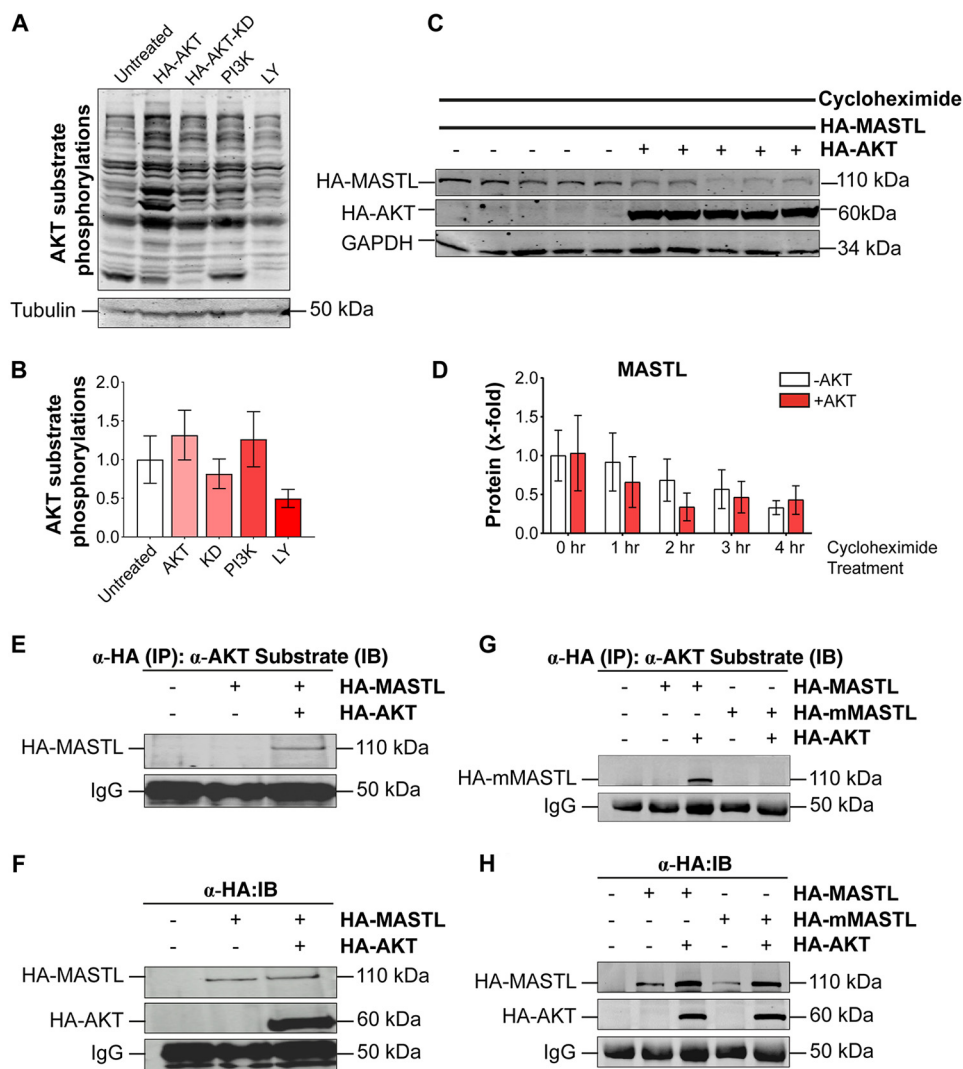 A
Untreated
HA-AKT
HA-AKT-KD
PI3K
LY
AKT substrate
phosphorylations
Tubulin
50 kDa
B
AKT substrate
phosphorylations
2.0
1.5
1.0
0.5
0.0
Untreated
AKT
KD
PI3K
LY
C
Cycloheximide
HA-MASTL
- - - - - + + + + + HA-AKT
HA-MASTL 110 kDa
HA-AKT 60kDa
GAPDH 34 kDa
D
MASTL
-AKT
+AKT
Protein (x-fold)
2.0
1.5
1.0
0.5
0.0
0 hr 1 hr 2 hr 3 hr 4 hr Cycloheximide
Treatment
E
α-HA (IP): α-AKT Substrate (IB)
- + + HA-MASTL
- - + HA-AKT
HA-MASTL 110 kDa
IgG 50 kDa
F
α-HA:IB
- + + HA-MASTL
- - + HA-AKT
HA-MASTL 110 kDa
HA-AKT 60 kDa
IgG 50 kDa
G
α-HA (IP): α-AKT Substrate (IB)
- + + - - HA-MASTL
- - - + + HA-mMASTL
- - + - + HA-AKT
HA-mMASTL 110 kDa
IgG 50 kDa
H
α-HA:IB
- + + - - HA-MASTL
- - - + + HA-mMASTL
- - + - + HA-AKT
HA-MASTL 110 kDa
HA-AKT 60 kDa
IgG 50 kDa